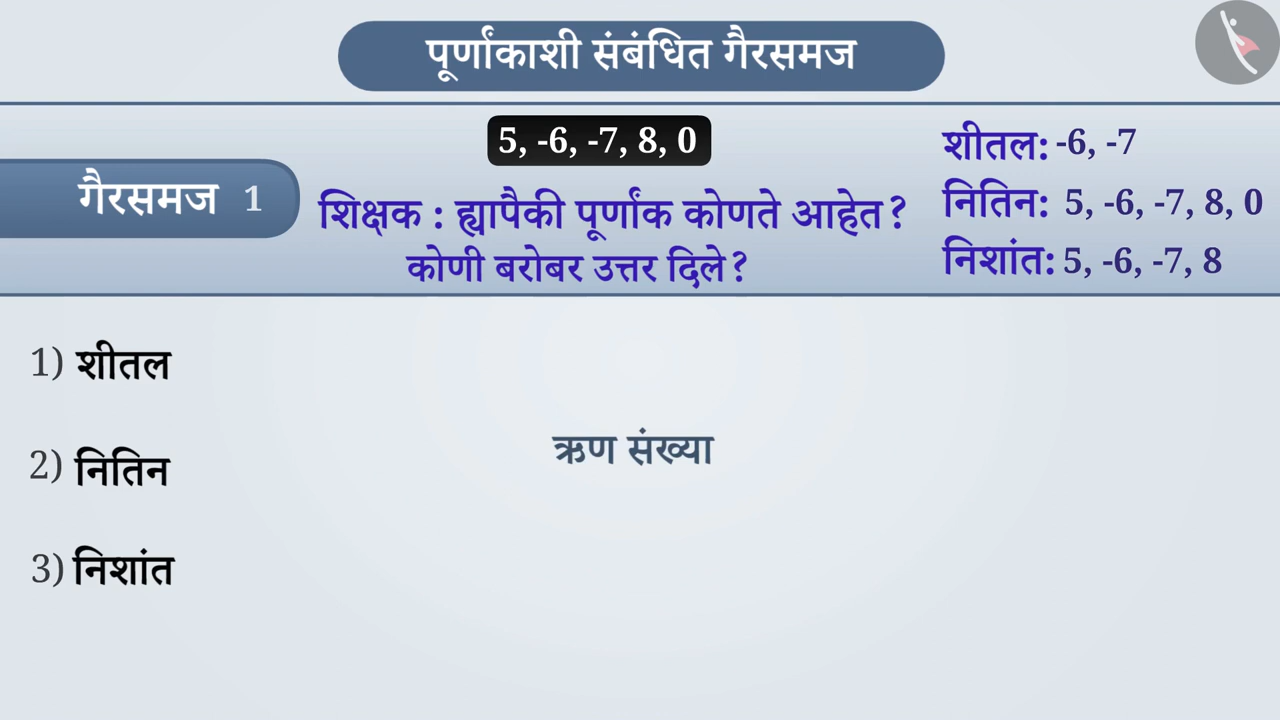 पूर्णांकाशी संबंधित गैरसमज
गैरसमज 1
5, -6, -7, 8, 0
शिक्षक : ह्यापैकी पूर्णांक कोणते आहेत?
कोणी बरोबर उत्तर दिले?
शीतल: -6, -7
नितिन: 5, -6, -7, 8, 0
निशांत: 5, -6, -7, 8
1) शीतल
2) नितिन
3) निशांत
ऋण संख्या